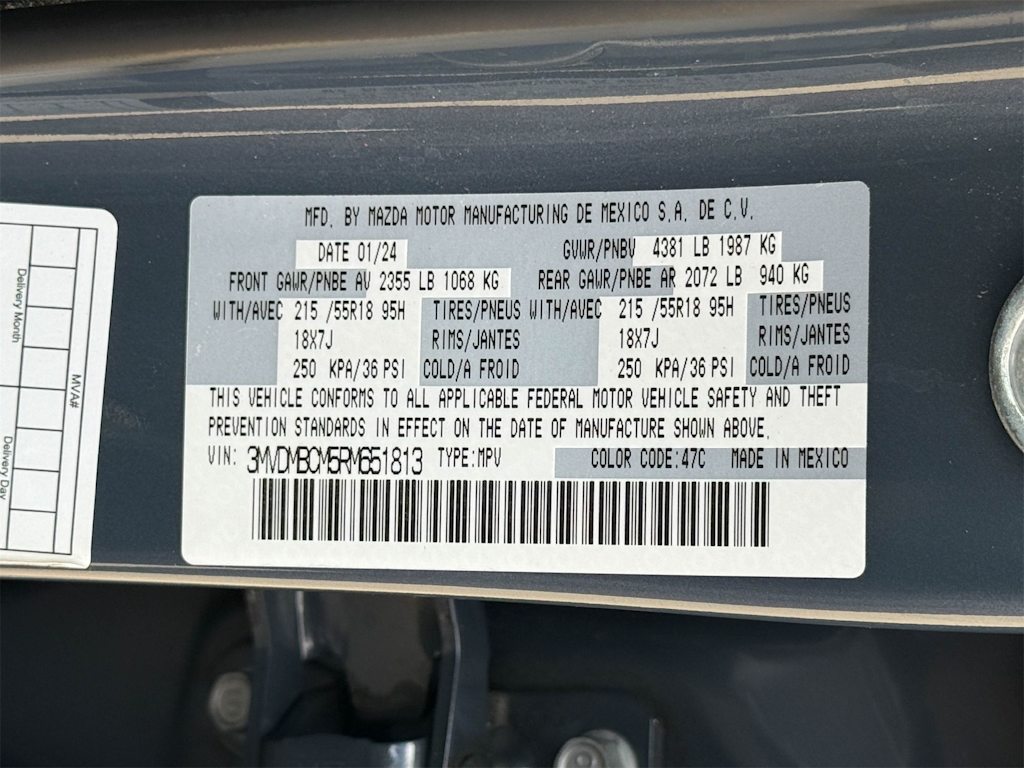 MFD. BY MAZDA MOTOR MANUFACTURING DE MEXICO S.A. DE C.V.
DATE 01/24 GVWR/PNBV 4381 LB 1987 KG
FRONT GAWR/PNBE AV 2355 LB 1068 KG REAR GAWR/PNBE AR 2072 LB 940 KG
WITH/AVEC 215 /55R18 95H TIRES/PNEUS WITH/AVEC 215 /55R18 95H TIRES/PNEUS
18X7J RIMS/JANTES 18X7J RIMS/JANTES
250 KPA/36 PSI COLD/A FROID 250 KPA/36 PSI COLD/A FROID
THIS VEHICLE CONFORMS TO ALL APPLICABLE FEDERAL MOTOR VEHICLE SAFETY AND THEFT
PREVENTION STANDARDS IN EFFECT ON THE DATE OF MANUFACTURE SHOWN ABOVE.
VIN: 3MVDMBCM5RM651813 TYPE:MPV COLOR CODE:47C MADE IN MEXICO
MVA#
Delivery Month
Delivery Day